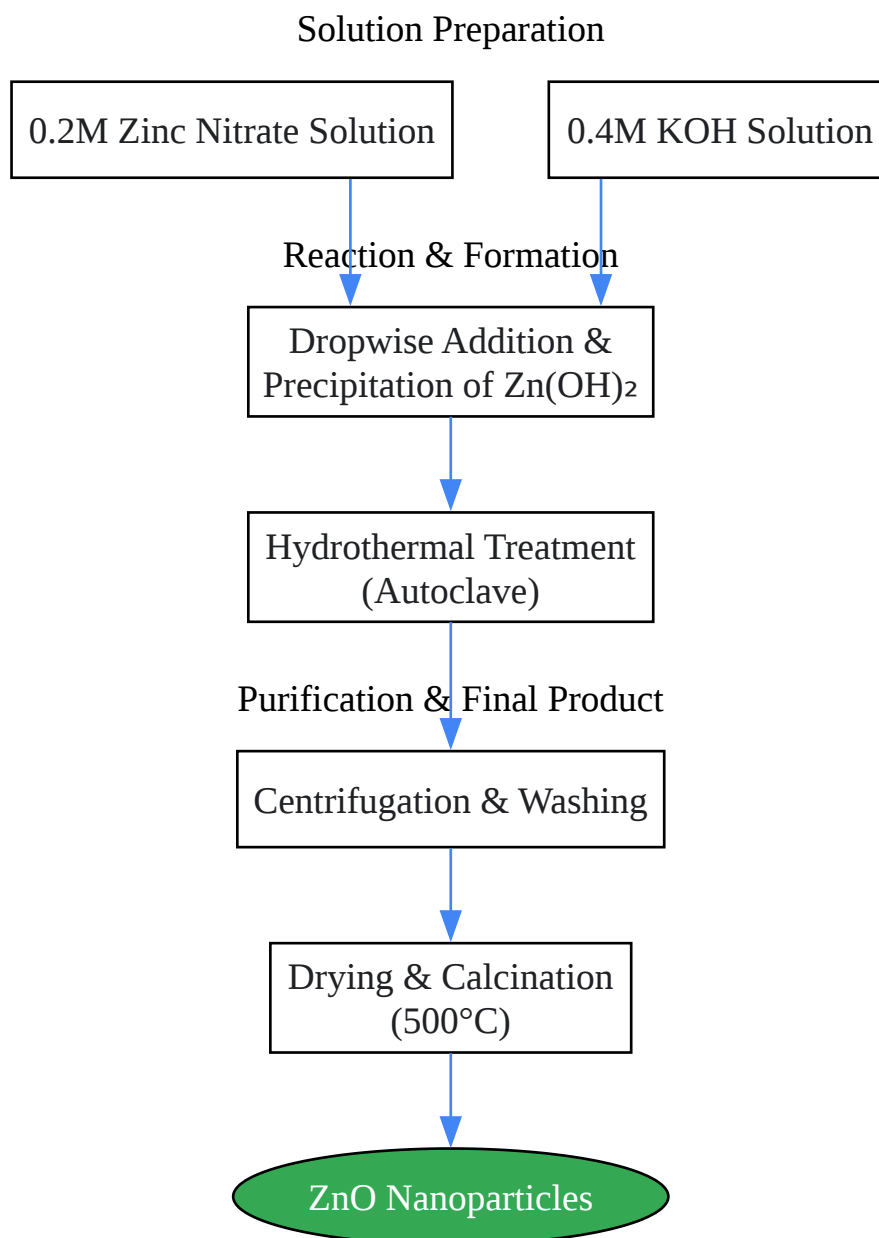 Solution Preparation
0.2M Zinc Nitrate Solution
0.4M KOH Solution
Reaction & Formation
Dropwise Addition &
Precipitation of Zn(OH)₂
Hydrothermal Treatment
(Autoclave)
Purification & Final Product
Centrifugation & Washing
Drying & Calcination
(500°C)
ZnO Nanoparticles